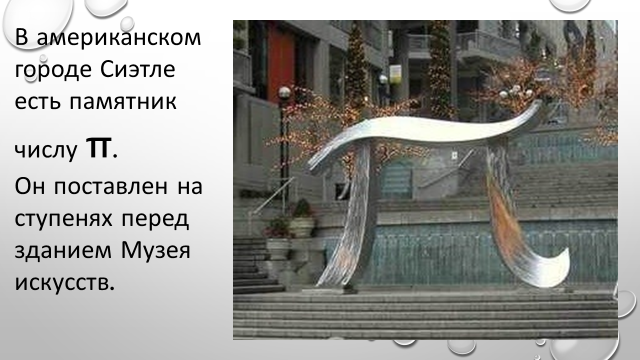 В американском
городе Сиэтле
есть памятник
числу π.
Он поставлен на
ступенях перед
зданием Музея
искусств.